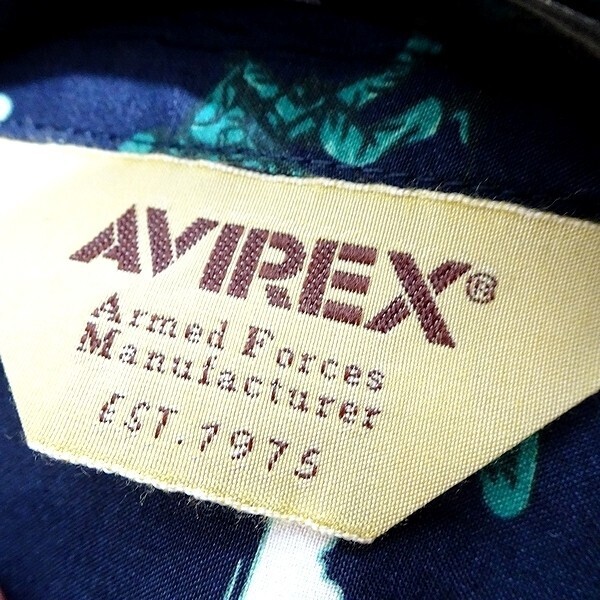 AVIREX®
Armed Forces
Manufacturer
EST.1975